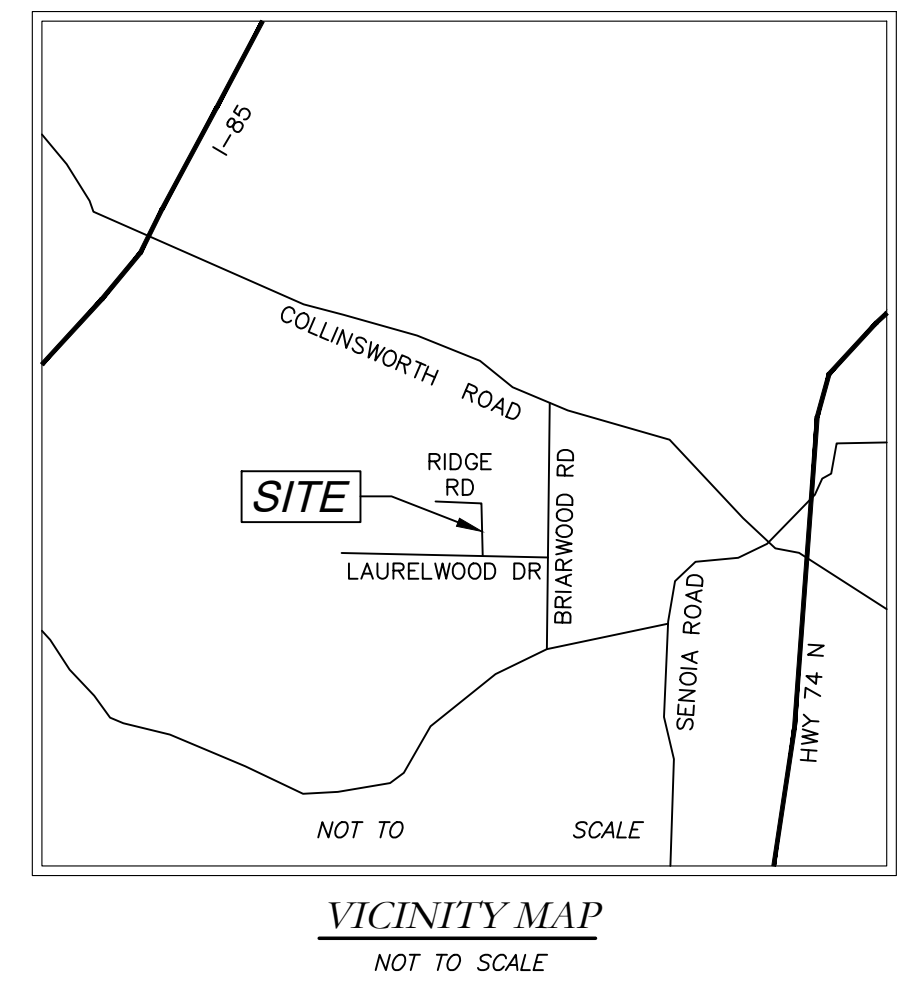 I-85
COLLINSWORTH ROAD
RIDGE
RD
SITE
BRIARWOOD RD
LAURELWOOD DR
SENOIA ROAD
HWY 74 N
NOT TO SCALE
VICINITY MAP
NOT TO SCALE